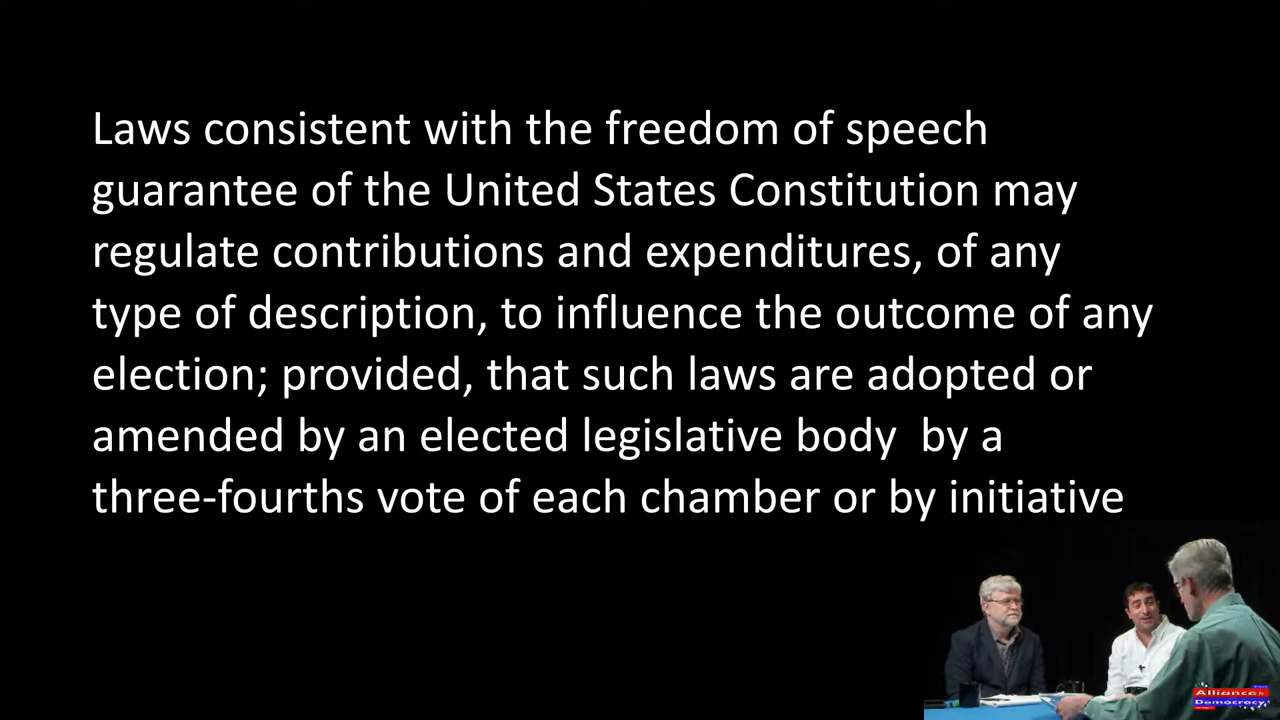 Laws consistent with the freedom of speech
guarantee of the United States Constitution may
regulate contributions and expenditures, of any
type of description, to influence the outcome of any
election; provided, that such laws are adopted or
amended by an elected legislative body  by a
three-fourths vote of each chamber or by initiative
Alliance
Democracy